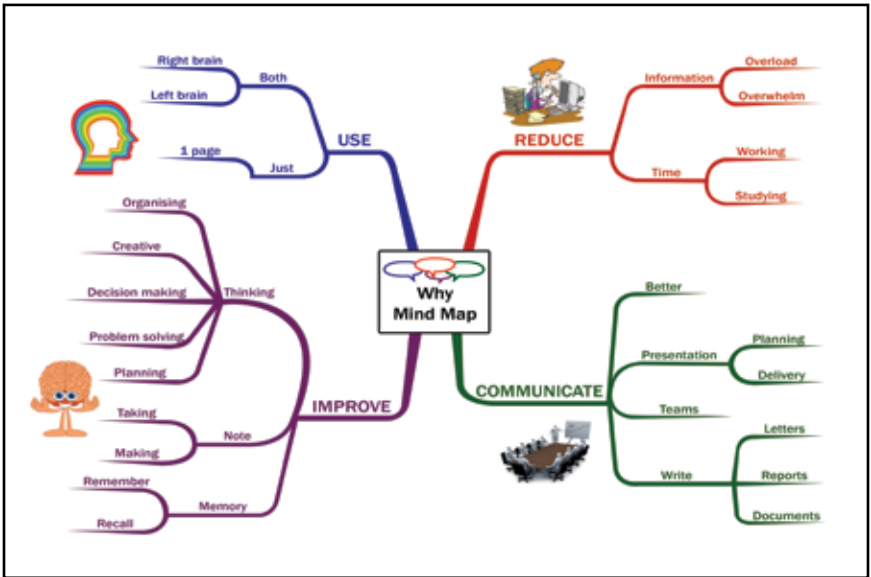 Why
Mind Map
USE
Both
Right brain
Left brain
Just
1 page
REDUCE
Information
Overload
Overwhelm
Time
Working
Studying
COMMUNICATE
Better
Presentation
Planning
Delivery
Teams
Write
Letters
Reports
Documents
IMPROVE
Thinking
Organising
Creative
Decision making
Problem solving
Planning
Note
Taking
Making
Memory
Remember
Recall